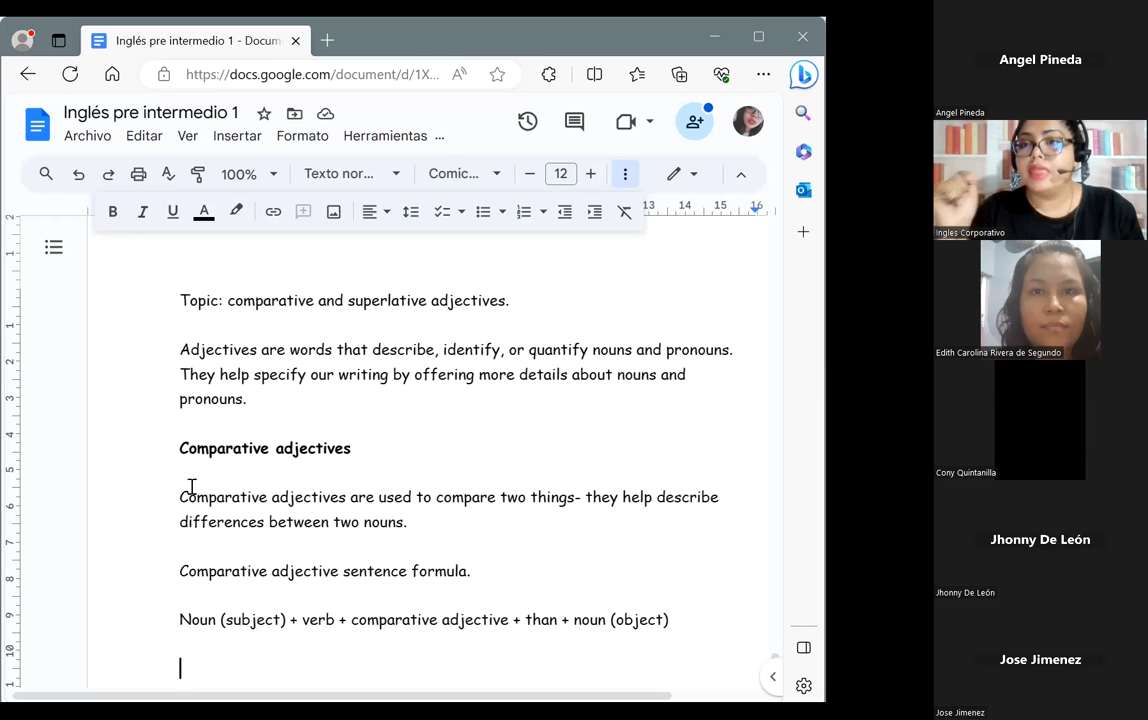 Inglés pre intermedio 1 - Docum
https://docs.google.com/document/d/1X...
Inglés pre intermedio 1
Archivo Editar Ver Insertar Formato Herramientas ...
100% Texto nor... Comic... 12
13 14 15 16
Topic: comparative and superlative adjectives.
Adjectives are words that describe, identify, or quantify nouns and pronouns.
They help specify our writing by offering more details about nouns and
pronouns.
Comparative adjectives
Comparative adjectives are used to compare two things- they help describe
differences between two nouns.
Comparative adjective sentence formula.
Noun (subject) + verb + comparative adjective + than + noun (object)
Angel Pineda
Angel Pineda
Ingles Corporativo
Edith Carolina Rivera de Segundo
Cony Quintanilla
Jhonny De León
Jhonny De León
Jose Jimenez
Jose Jimenez